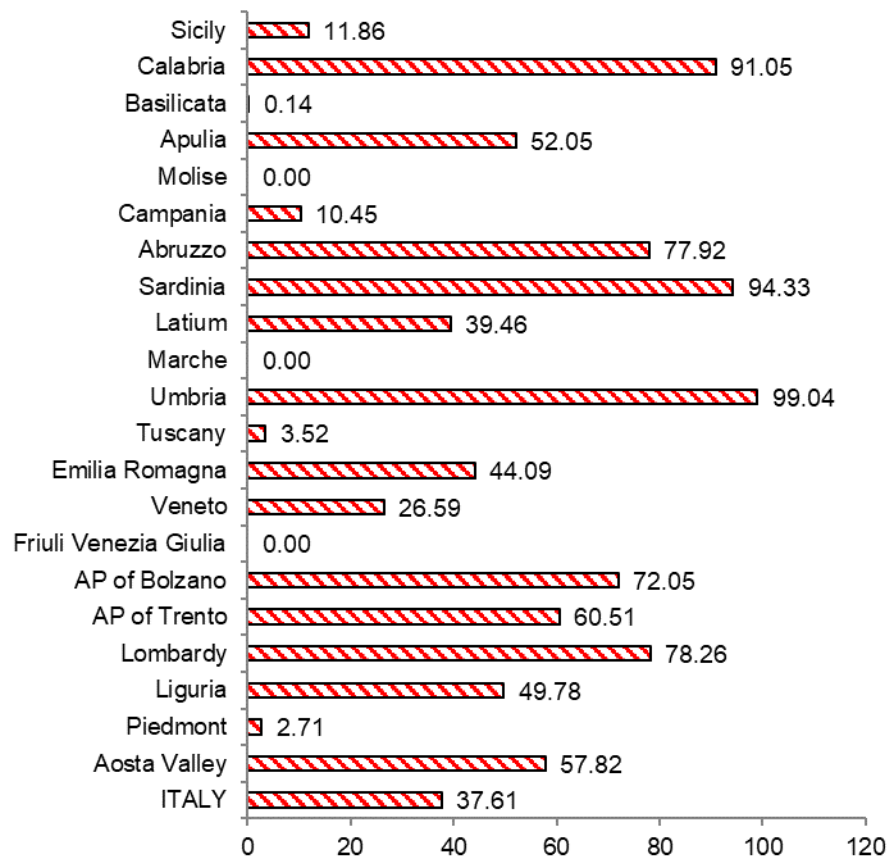 Sicily 11.86
Calabria 91.05
Basilicata 0.14
Apulia 52.05
Molise 0.00
Campania 10.45
Abruzzo 77.92
Sardinia 94.33
Latium 39.46
Marche 0.00
Umbria 99.04
Tuscany 3.52
Emilia Romagna 44.09
Veneto 26.59
Friuli Venezia Giulia 0.00
AP of Bolzano 72.05
AP of Trento 60.51
Lombardy 78.26
Liguria 49.78
Piedmont 2.71
Aosta Valley 57.82
ITALY 37.61
0 20 40 60 80 100 120